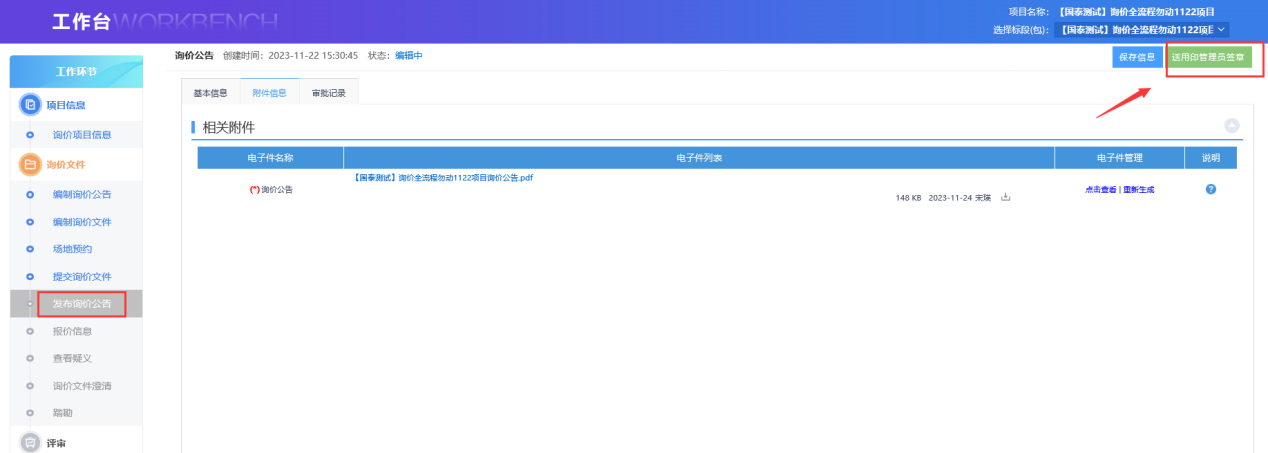 工作台WORKBENCH
项目名称： 【国泰测试】询价全流程勿动1122项目
选择标段(包)： 【国泰测试】询价全流程勿动1122项目
询价公告 创建时间：2023-11-22 15:30:45 状态：编辑中
保存信息 送用印管理员签章
工作环节
项目信息
询价项目信息
询价文件
编制询价公告
编制询价文件
场地预约
提交询价文件
发布询价公告
报价信息
查看疑义
询价文件澄清
踏勘
评审
基本信息 附件信息 审批记录
相关附件
电子件名称 电子件列表 电子件管理 说明
(*)询价公告
【国泰测试】询价全流程勿动1122项目询价公告.pdf
148 KB 2023-11-24 宋瑛
点击查看 | 重新生成
?